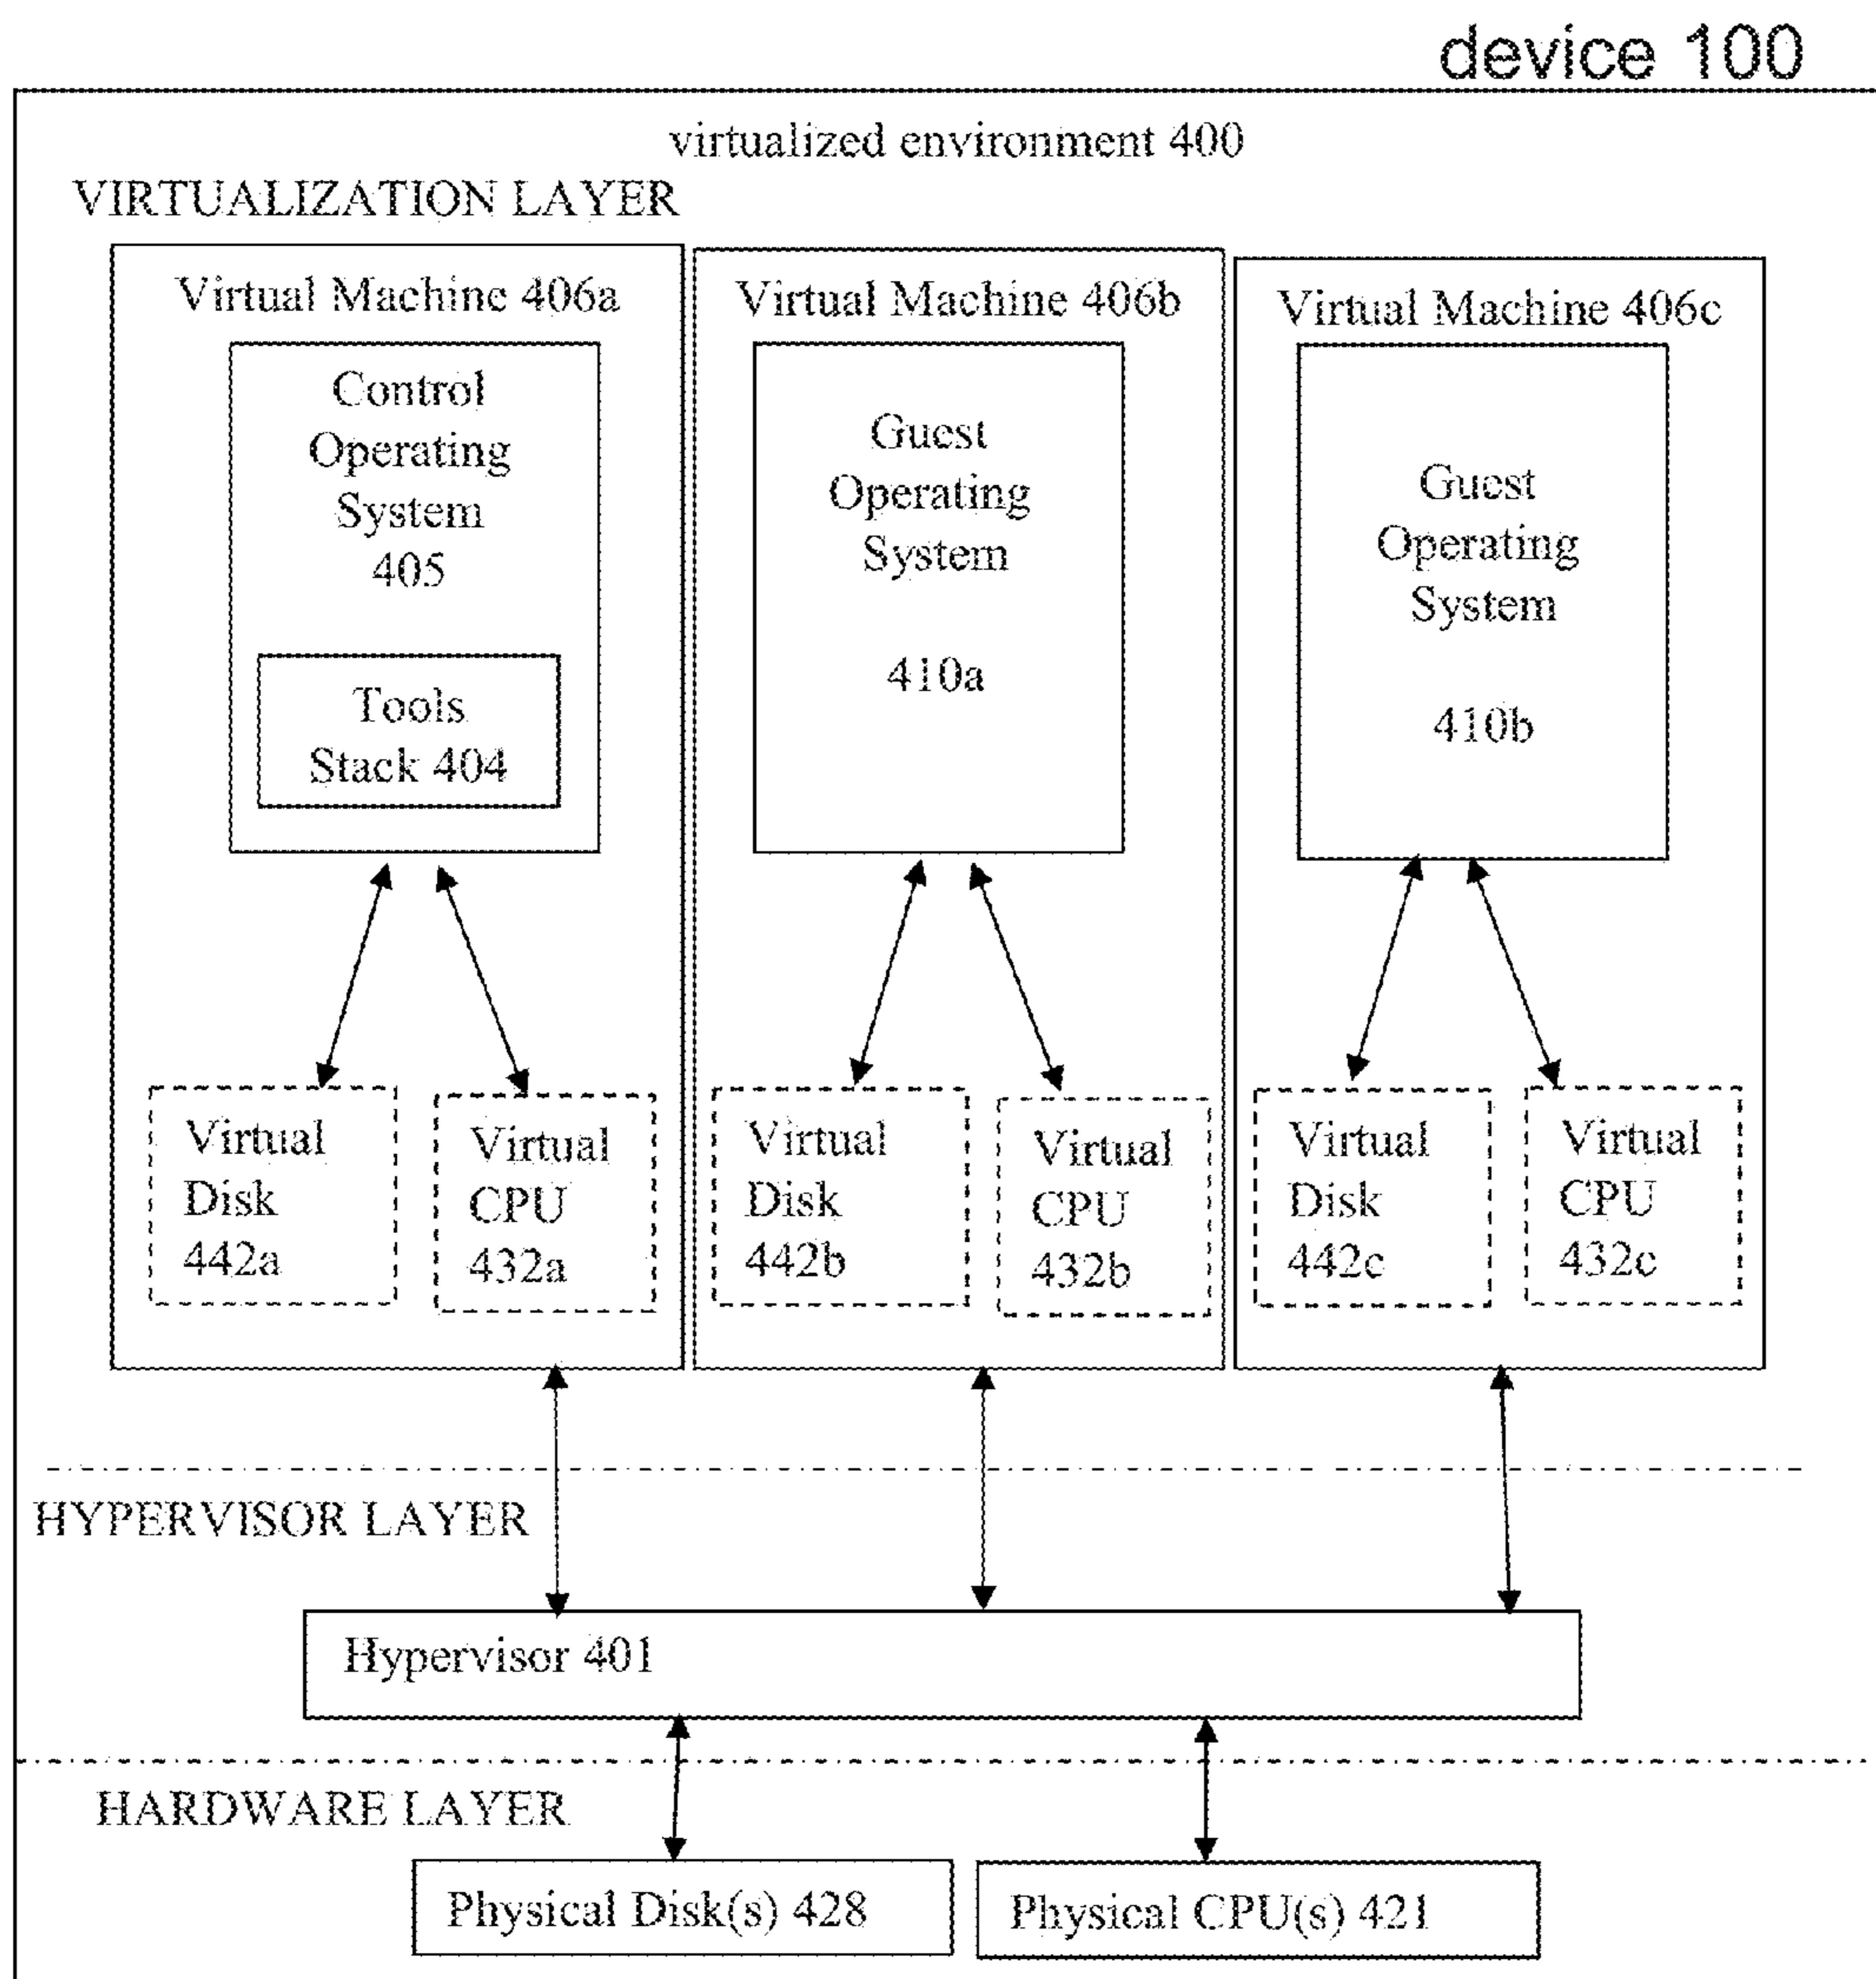 device 100
virtualized environment 400
VIRTUALIZATION LAYER
Virtual Machine 406a
Control
Operating
System
405
Tools
Stack 404
Virtual
Disk
442a
Virtual
CPU
432a
Virtual Machine 406b
Guest
Operating
System
410a
Virtual
Disk
442b
Virtual
CPU
432b
Virtual Machine 406c
Guest
Operating
System
410b
Virtual
Disk
442c
Virtual
CPU
432c
HYPERVISOR LAYER
Hypervisor 401
HARDWARE LAYER
Physical Disk(s) 428
Physical CPU(s) 421